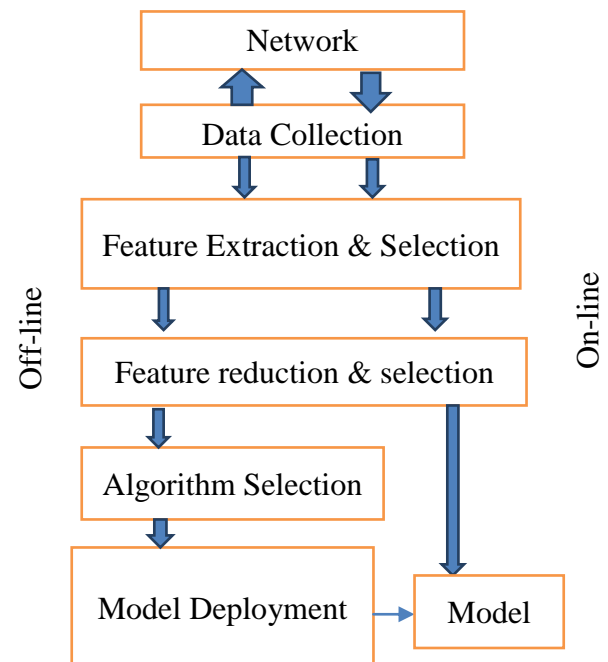 Network
Data Collection
Feature Extraction & Selection
Off-line
On-line
Feature reduction & selection
Algorithm Selection
Model Deployment
Model